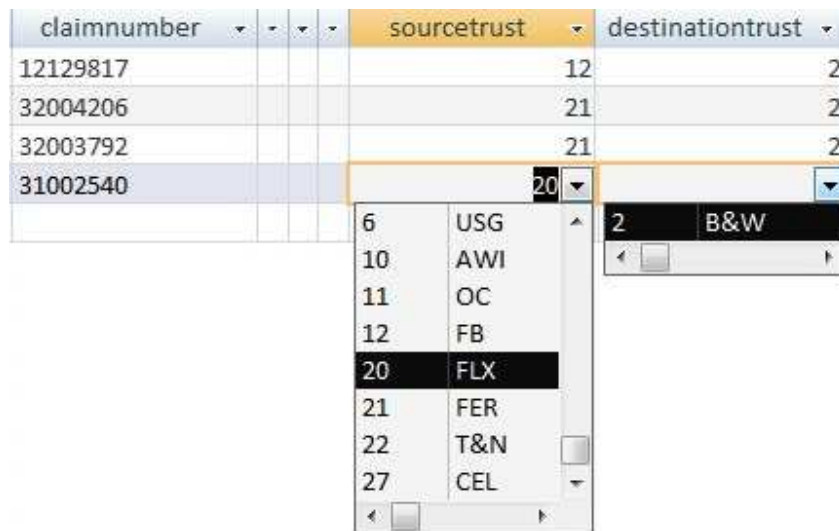 claimnumber sourcetrust destinationtrust
12129817 12 2
32004206 21 2
32003792 21 2
31002540 20
6 USG 2 B&W
10 AWI
11 OC
12 FB
20 FLX
21 FER
22 T&N
27 CEL